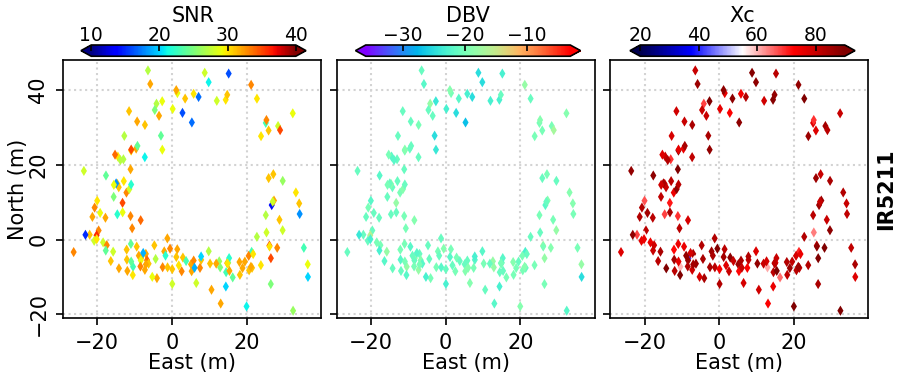 SNR DBV Xc
10 20 30 40 −30 −20 −10 20 40 60 80
40
20
0
−20
North (m)
−20 0 20 −20 0 20 −20 0 20
East (m) East (m) East (m)
IR5211